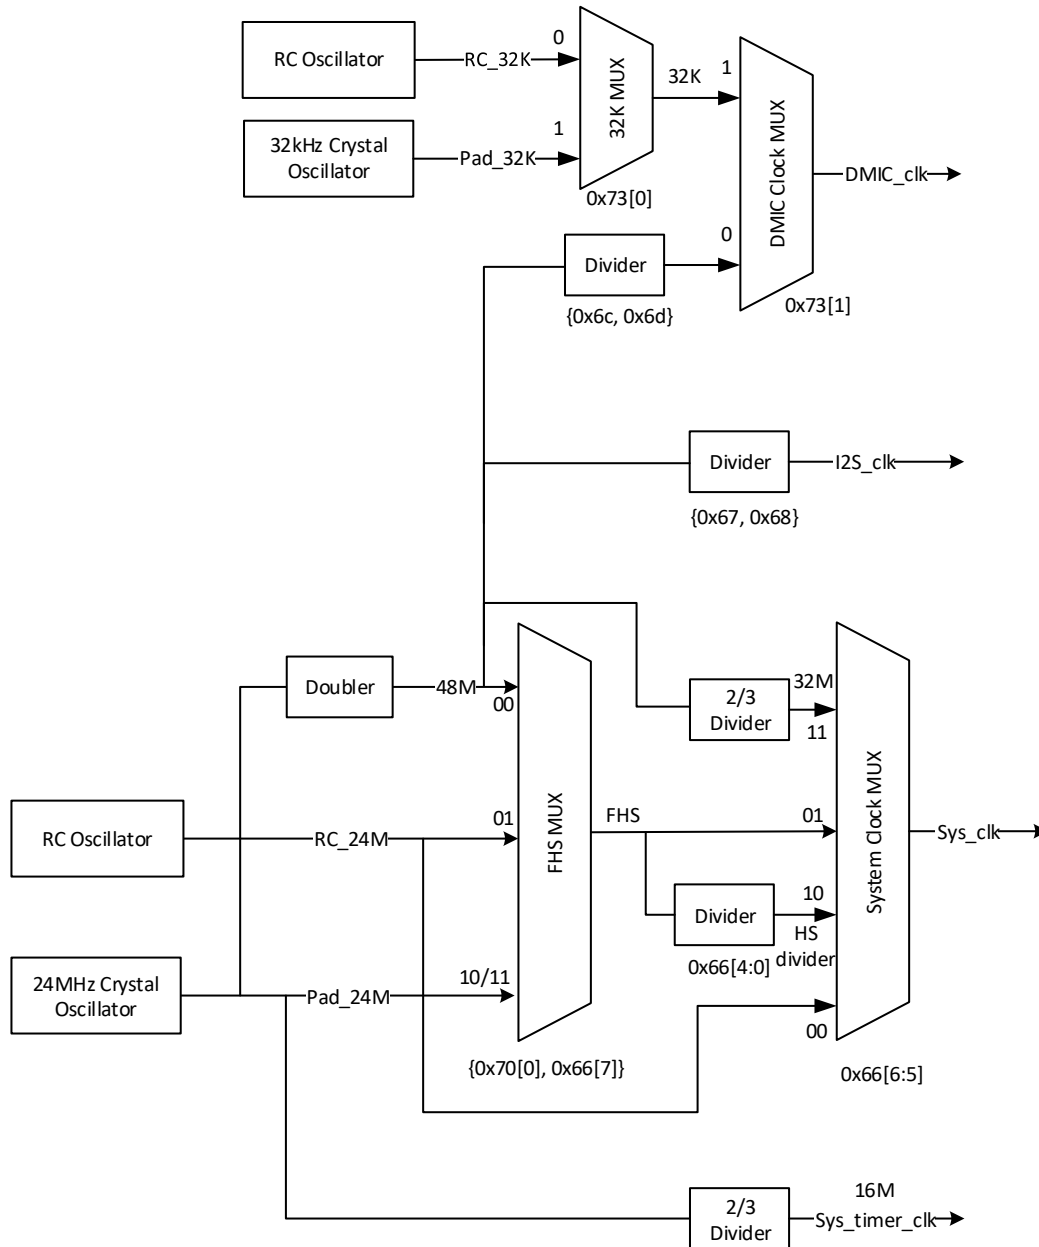 RC Oscillator
RC_32K
0
32kHz Crystal
Oscillator
Pad_32K
1
32K MUX
0x73[0]
32K
1
0
DMIC Clock MUX
0x73[1]
DMIC_clk
Divider
{0x6c, 0x6d}
Divider
I2S_clk
{0x67, 0x68}
Doubler
48M
00
RC Oscillator
RC_24M
01
24MHz Crystal
Oscillator
Pad_24M
10/11
FHS MUX
{0x70[0], 0x66[7]}
FHS
2/3
Divider
32M
11
01
Divider
0x66[4:0]
10
HS
divider
00
System Clock MUX
0x66[6:5]
Sys_clk
2/3
Divider
16M
Sys_timer_clk